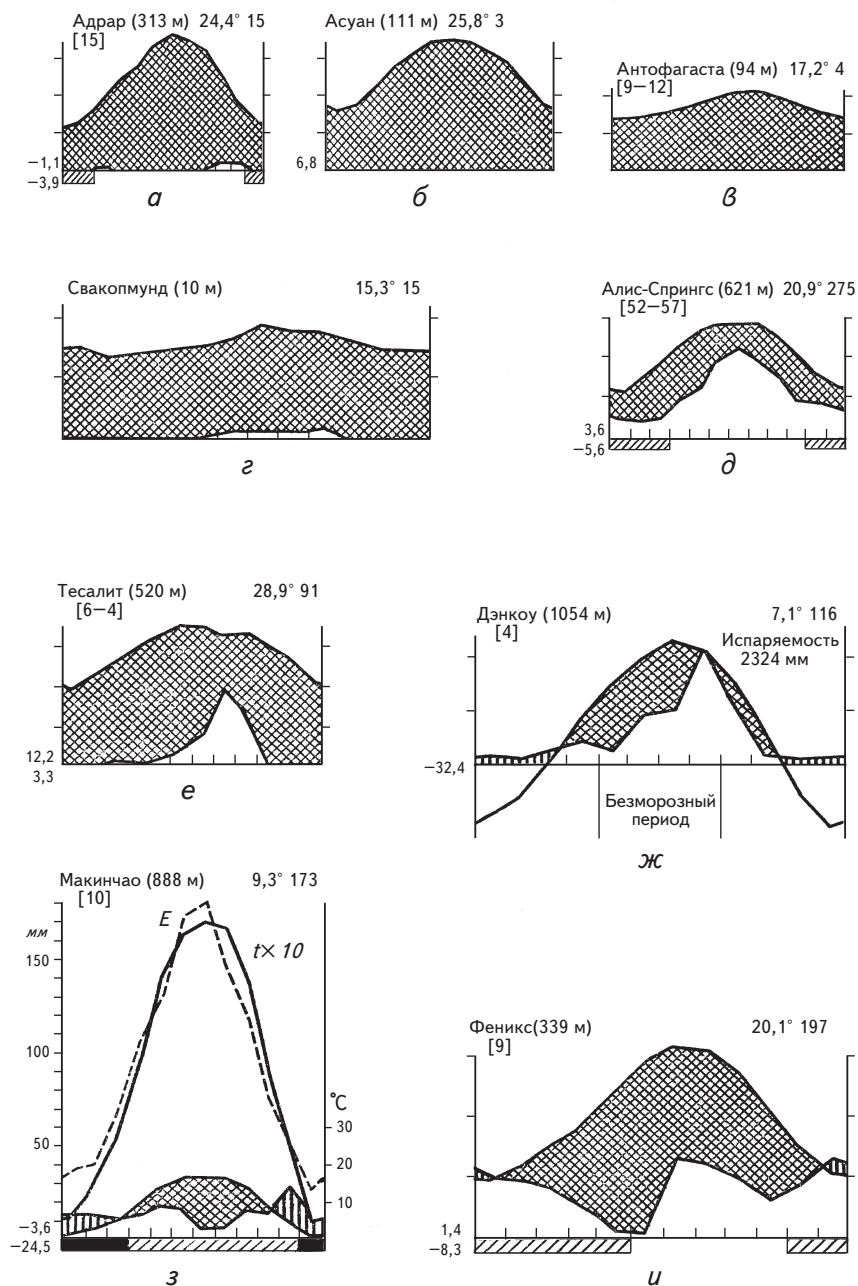 Адрар (313 м) 24,4° 15
[15]
−1,1
−3,9
а
Асуан (111 м) 25,8° 3
6,8
б
Антофагаста (94 м) 17,2° 4
[9−12]
в
Свакопмунд (10 м) 15,3° 15
г
Алис-Спрингс (621 м) 20,9° 275
[52−57]
3,6
−5,6
д
Тесалит (520 м) 28,9° 91
[6−4]
12,2
3,3
е
Дэнкоу (1054 м) 7,1° 116
[4]
Испаряемость
2324 мм
−32,4
Безморозный
период
ж
Макинчао (888 м) 9,3° 173
[10]
E
мм
t× 10
150
100
°C
50
30
20
10
−3,6
−24,5
з
Феникс(339 м) 20,1° 197
[9]
1,4
−8,3
и